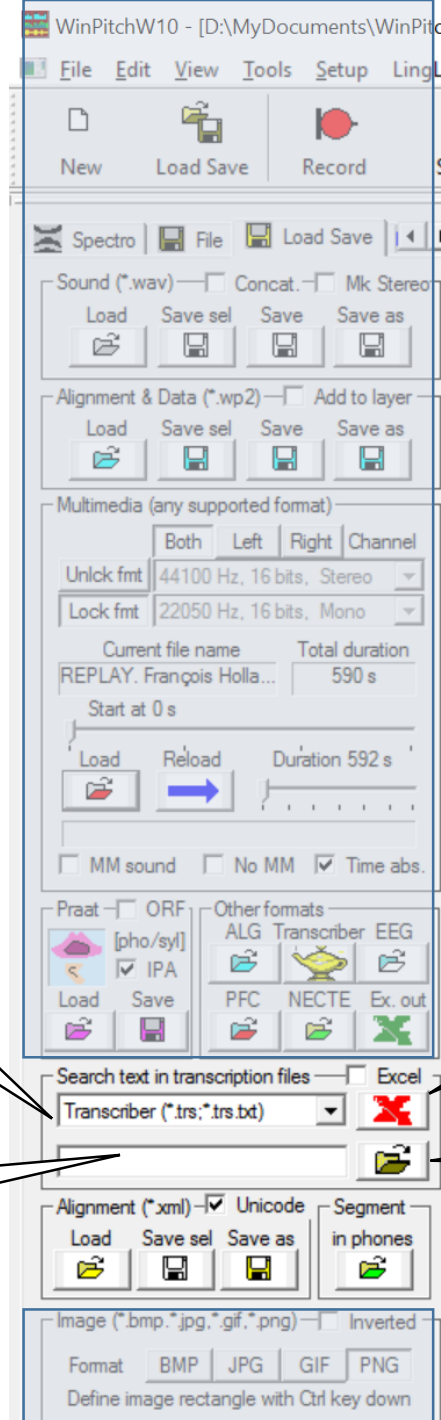 WinPitchW10 - [D:\MyDocuments\WinPitc
File Edit View Tools Setup LingL
New Load Save Record
Spectro File Load Save
Sound (*.wav) Concat. Mk Stereo
Load Save sel Save Save as
Alignment & Data (*.wp2) Add to layer
Load Save sel Save Save as
Multimedia (any supported format)
Both Left Right Channel
Unlck fmt 44100 Hz, 16 bits, Stereo
Lock fmt 22050 Hz, 16 bits, Mono
Current file name Total duration
REPLAY. François Holla... 590 s
Start at 0 s
Load Reload Duration 592 s
MM sound No MM Time abs.
Praat ORF Other formats
[pho/syl] ALG Transcriber EEG
IPA
Load Save PFC NECTE Ex. out
Search text in transcription files Excel
Transcriber (*.trs;*.trs.txt)
Alignment (*.xml) Unicode Segment
Load Save sel Save as in phones
Image (*.bmp.*.jpg,*.gif,*.png) Inverted
Format BMP JPG GIF PNG
Define image rectangle with Ctrl key down